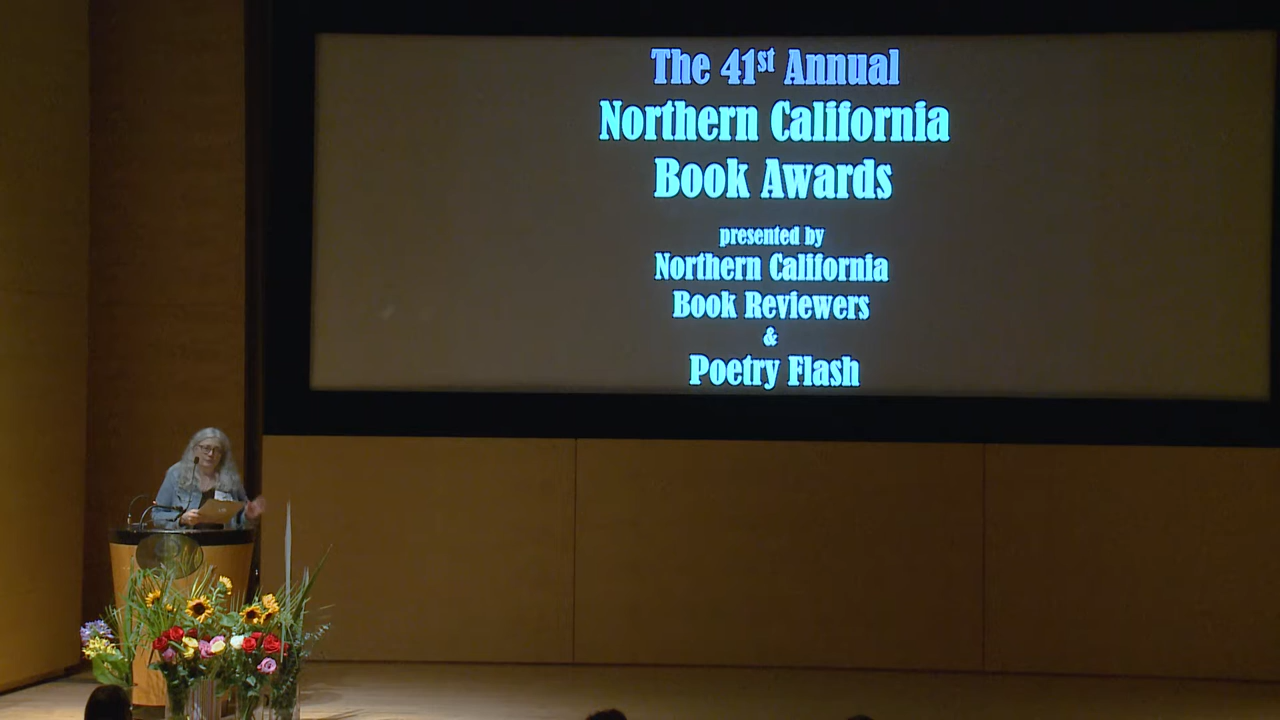 The 41st Annual
Northern California
Book Awards
presented by
Northern California
Book Reviewers
&
Poetry Flash